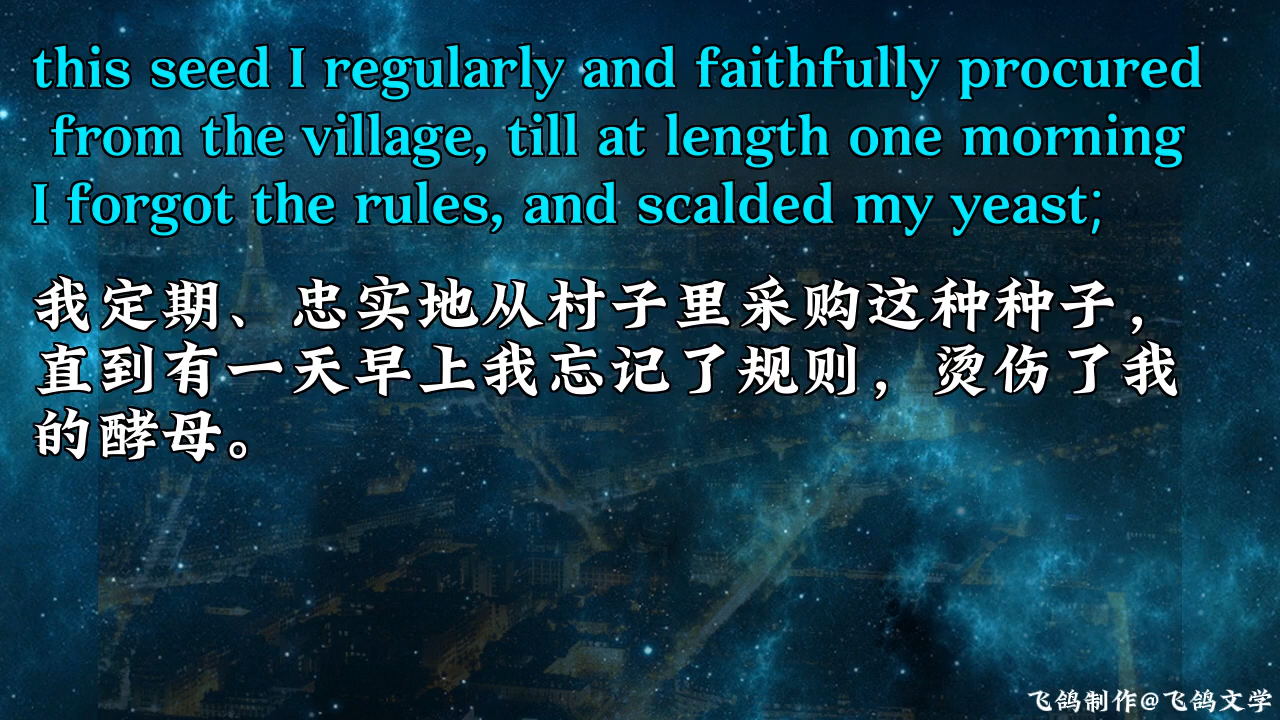 this seed I regularly and faithfully procured
from the village, till at length one morning
I forgot the rules, and scalded my yeast;
我定期、忠实地从村子里采购这种种子，
直到有一天早上我忘记了规则，烫伤了我
的酵母。
飞鸽制作@飞鸽文学